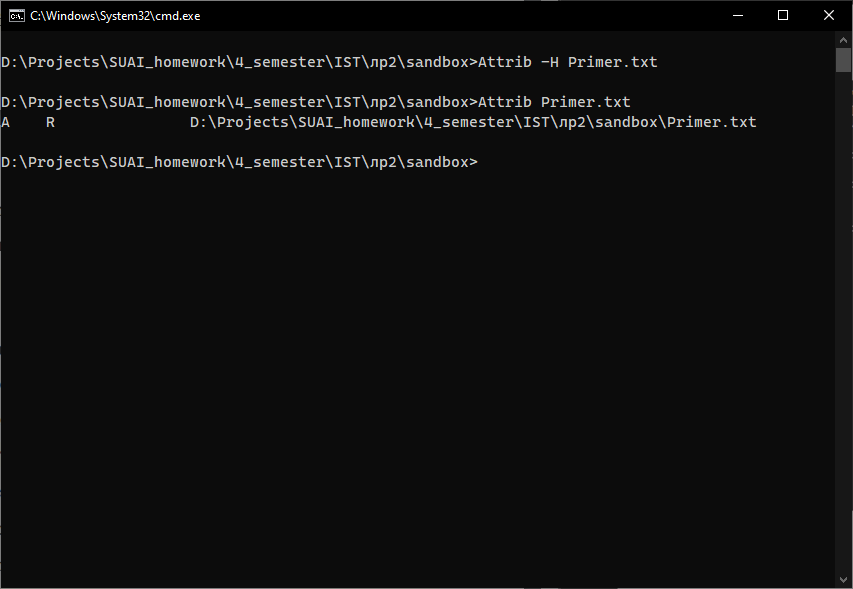 C:\Windows\System32\cmd.exe
D:\Projects\SUAI_homework\4_semester\IST\лр2\sandbox>Attrib -H Primer.txt
D:\Projects\SUAI_homework\4_semester\IST\лр2\sandbox>Attrib Primer.txt
A    R               D:\Projects\SUAI_homework\4_semester\IST\лр2\sandbox\Primer.txt
D:\Projects\SUAI_homework\4_semester\IST\лр2\sandbox>